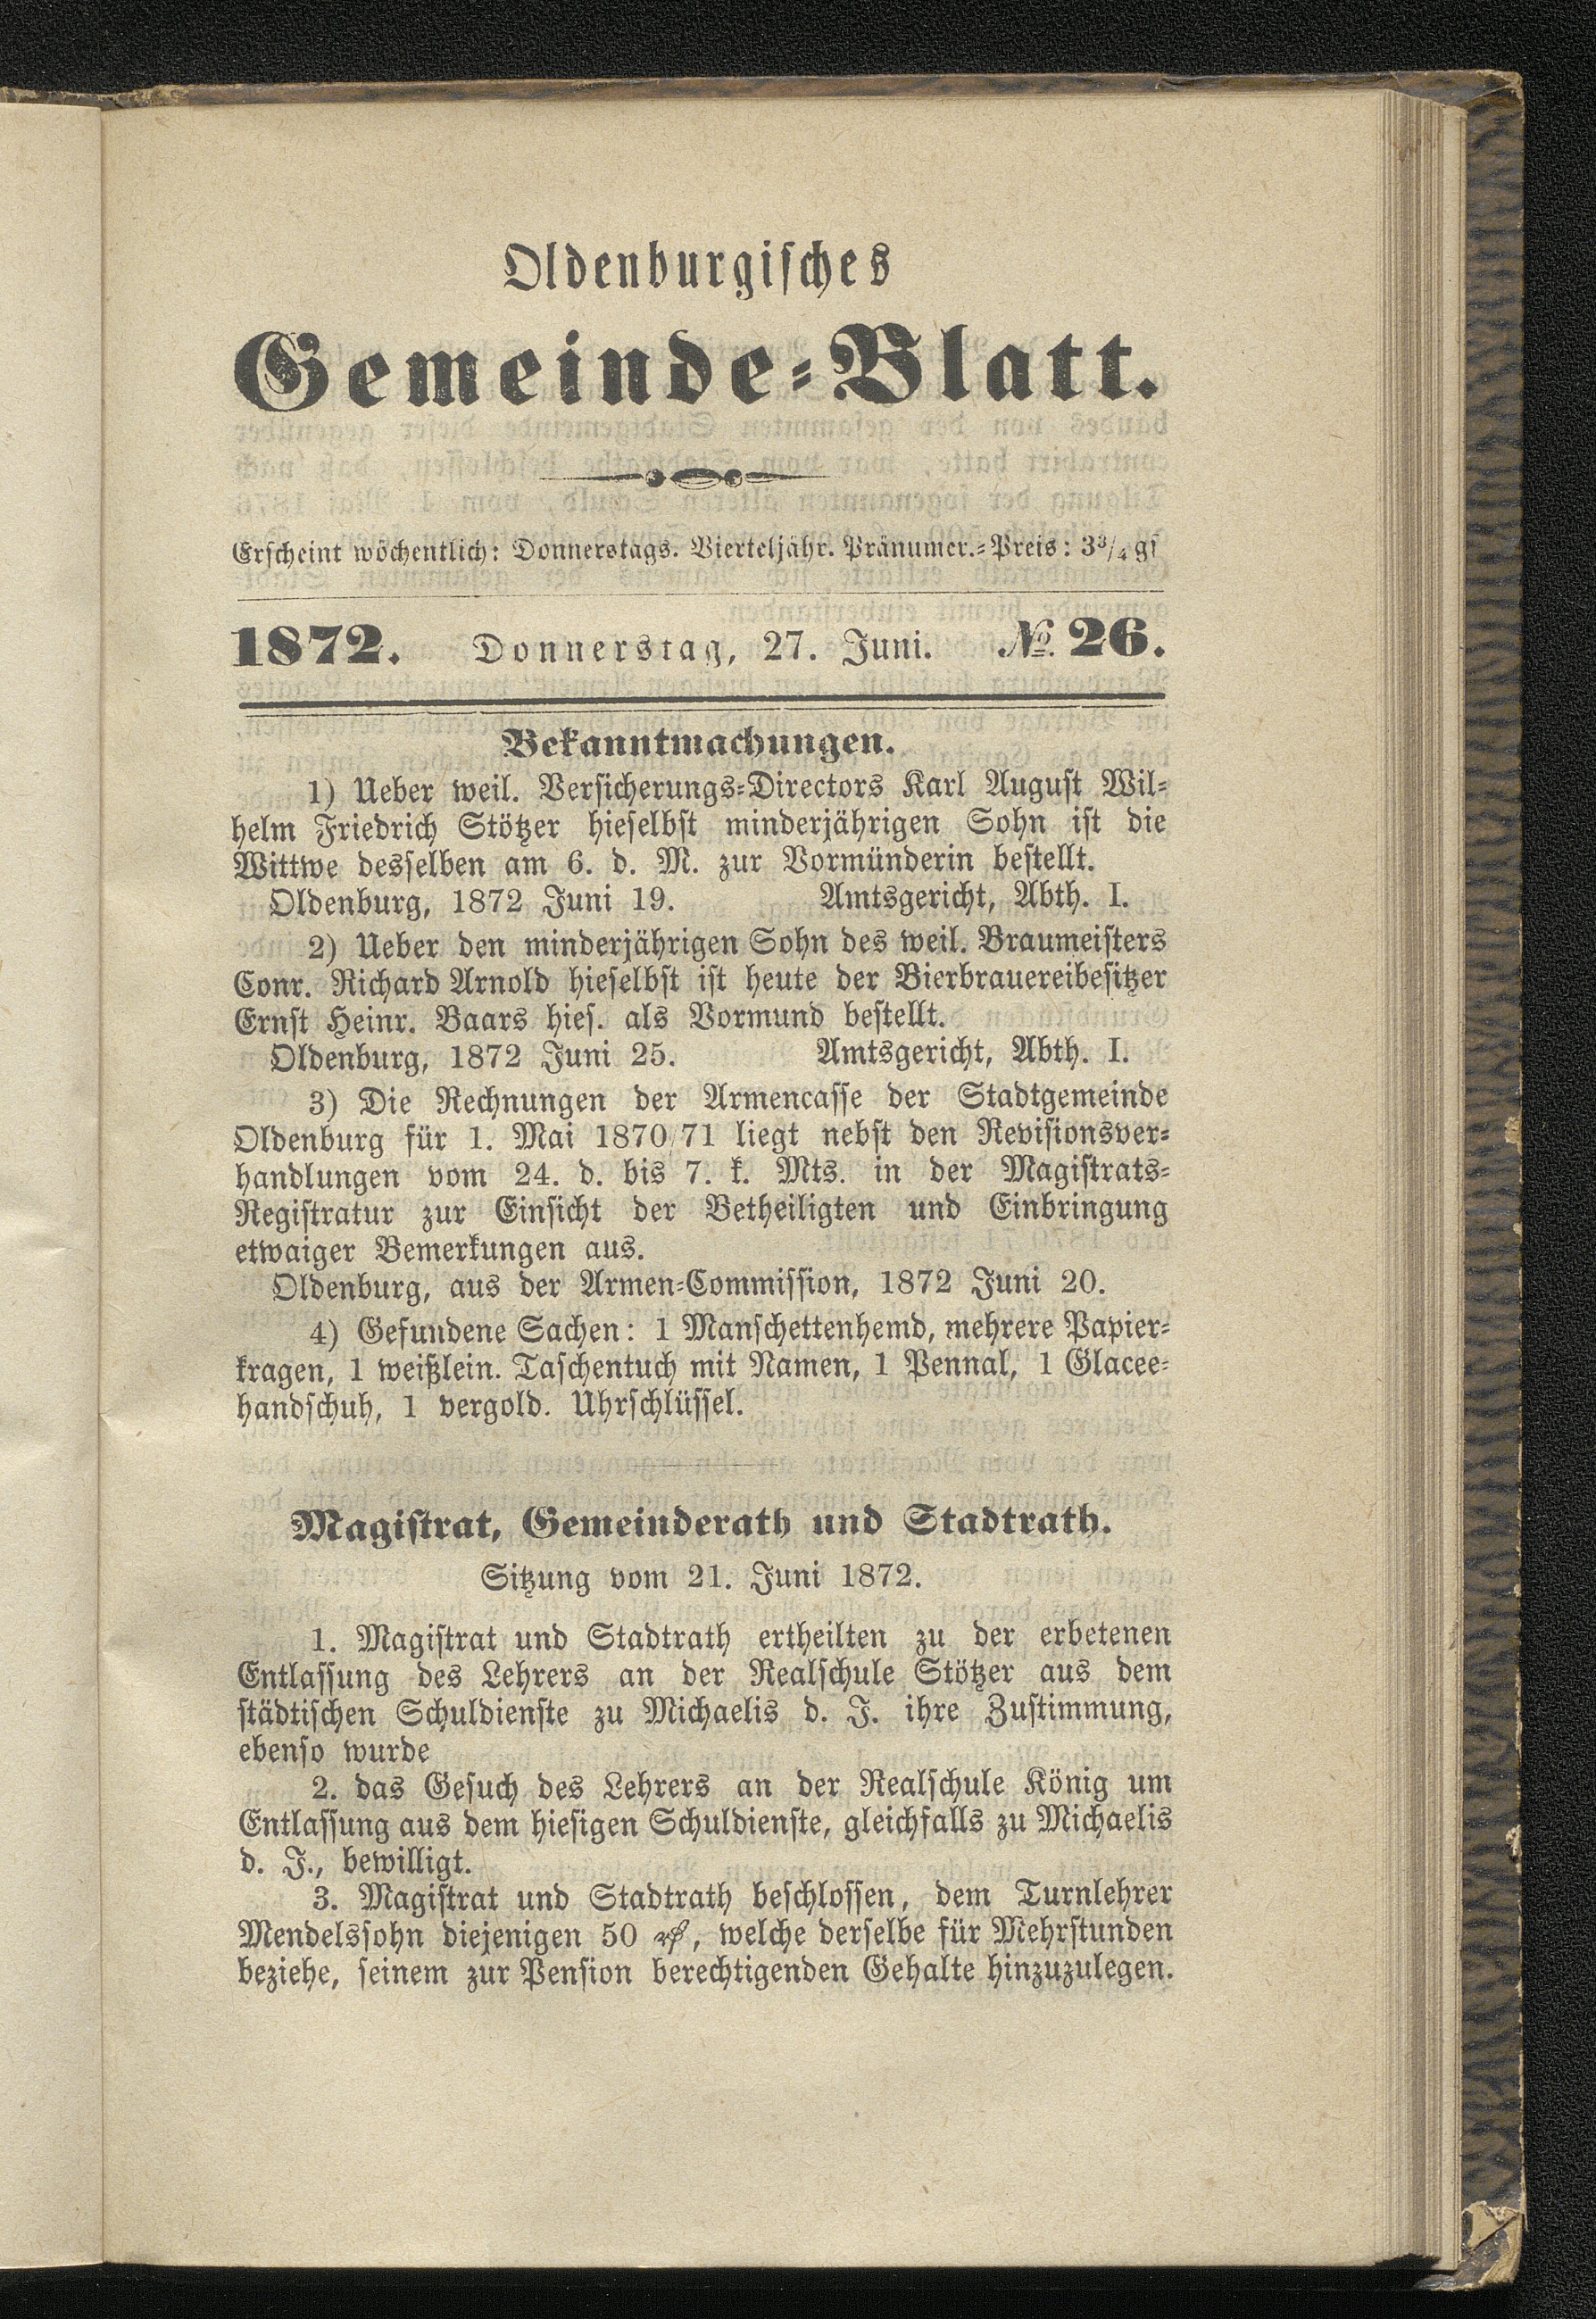 Oldenburgisches
Gemeinde-Blatt.
Erscheint wöchentlich: Donnerstags. Vierteljähr. Pränumer.-Preis: 3¾ gs
1872. Donnerstag, 27. Juni. No. 26.
Bekanntmachungen.
1) Ueber weil. Versicherungs-Directors Karl August Wil-
helm Friedrich Stötzer hieselbst minderjährigen Sohn ist die
Wittwe desselben am 6. d. M. zur Vormünderin bestellt.
Oldenburg, 1872 Juni 19. Amtsgericht, Abth. I.
2) Ueber den minderjährigen Sohn des weil. Braumeisters
Conr. Richard Arnold hieselbst ist heute der Bierbrauereibesitzer
Ernst Heinr. Baars hies. als Vormund bestellt.
Oldenburg, 1872 Juni 25. Amtsgericht, Abth. I.
3) Die Rechnungen der Armencasse der Stadtgemeinde
Oldenburg für 1. Mai 1870/71 liegt nebst den Revisionsver-
handlungen vom 24. d. bis 7. k. Mts. in der Magistrats-
Registratur zur Einsicht der Betheiligten und Einbringung
etwaiger Bemerkungen aus.
Oldenburg, aus der Armen-Commission, 1872 Juni 20.
4) Gefundene Sachen: 1 Manschettenhemd, mehrere Papier-
kragen, 1 weißlein. Taschentuch mit Namen, 1 Pennal, 1 Glacee-
handschuh, 1 vergold. Uhrschlüssel.
Magistrat, Gemeinderath und Stadtrath.
Sitzung vom 21. Juni 1872.
1. Magistrat und Stadtrath ertheilten zu der erbetenen
Entlassung des Lehrers an der Realschule Stötzer aus dem
städtischen Schuldienste zu Michaelis d. J. ihre Zustimmung,
ebenso wurde
2. das Gesuch des Lehrers an der Realschule König um
Entlassung aus dem hiesigen Schuldienste, gleichfalls zu Michaelis
d. J., bewilligt.
3. Magistrat und Stadtrath beschlossen, dem Turnlehrer
Mendelssohn diejenigen 50 ₰, welche derselbe für Mehrstunden
beziehe, seinem zur Pension berechtigenden Gehalte hinzuzulegen.